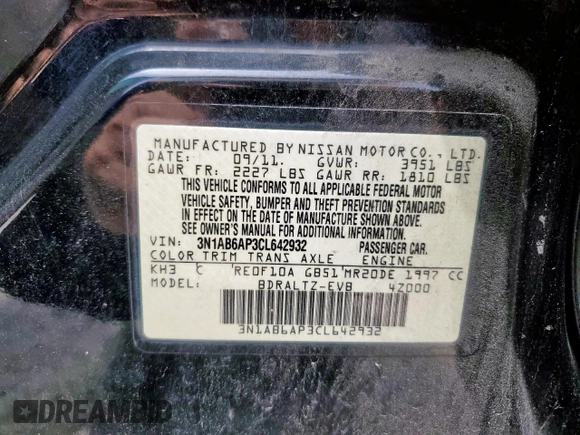 MANUFACTURED BY NISSAN MOTOR CO., LTD.
DATE: 09/11. GVWR: 3951 LBS
GAWR FR: 2227 LBS GAWR RR: 1810 LBS
THIS VEHICLE CONFORMS TO ALL APPLICABLE FEDERAL MOTOR
VEHICLE SAFETY, BUMPER AND THEFT PREVENTION STANDARDS
IN EFFECT ON THE DATE OF MANUFACTURE SHOWN ABOVE.
SEE OWNER'S MANUAL FOR ADDITIONAL INFORMATION.
VIN: 3N1AB6AP3CL642932 PASSENGER CAR.
COLOR TRIM TRANS AXLE ENGINE
KH3 C RE0F10A GB51 MR20DE 1997 CC
MODEL: BDRALTZ-EVB 4Z000
3N1AB6AP3CL642932
DREAMBID